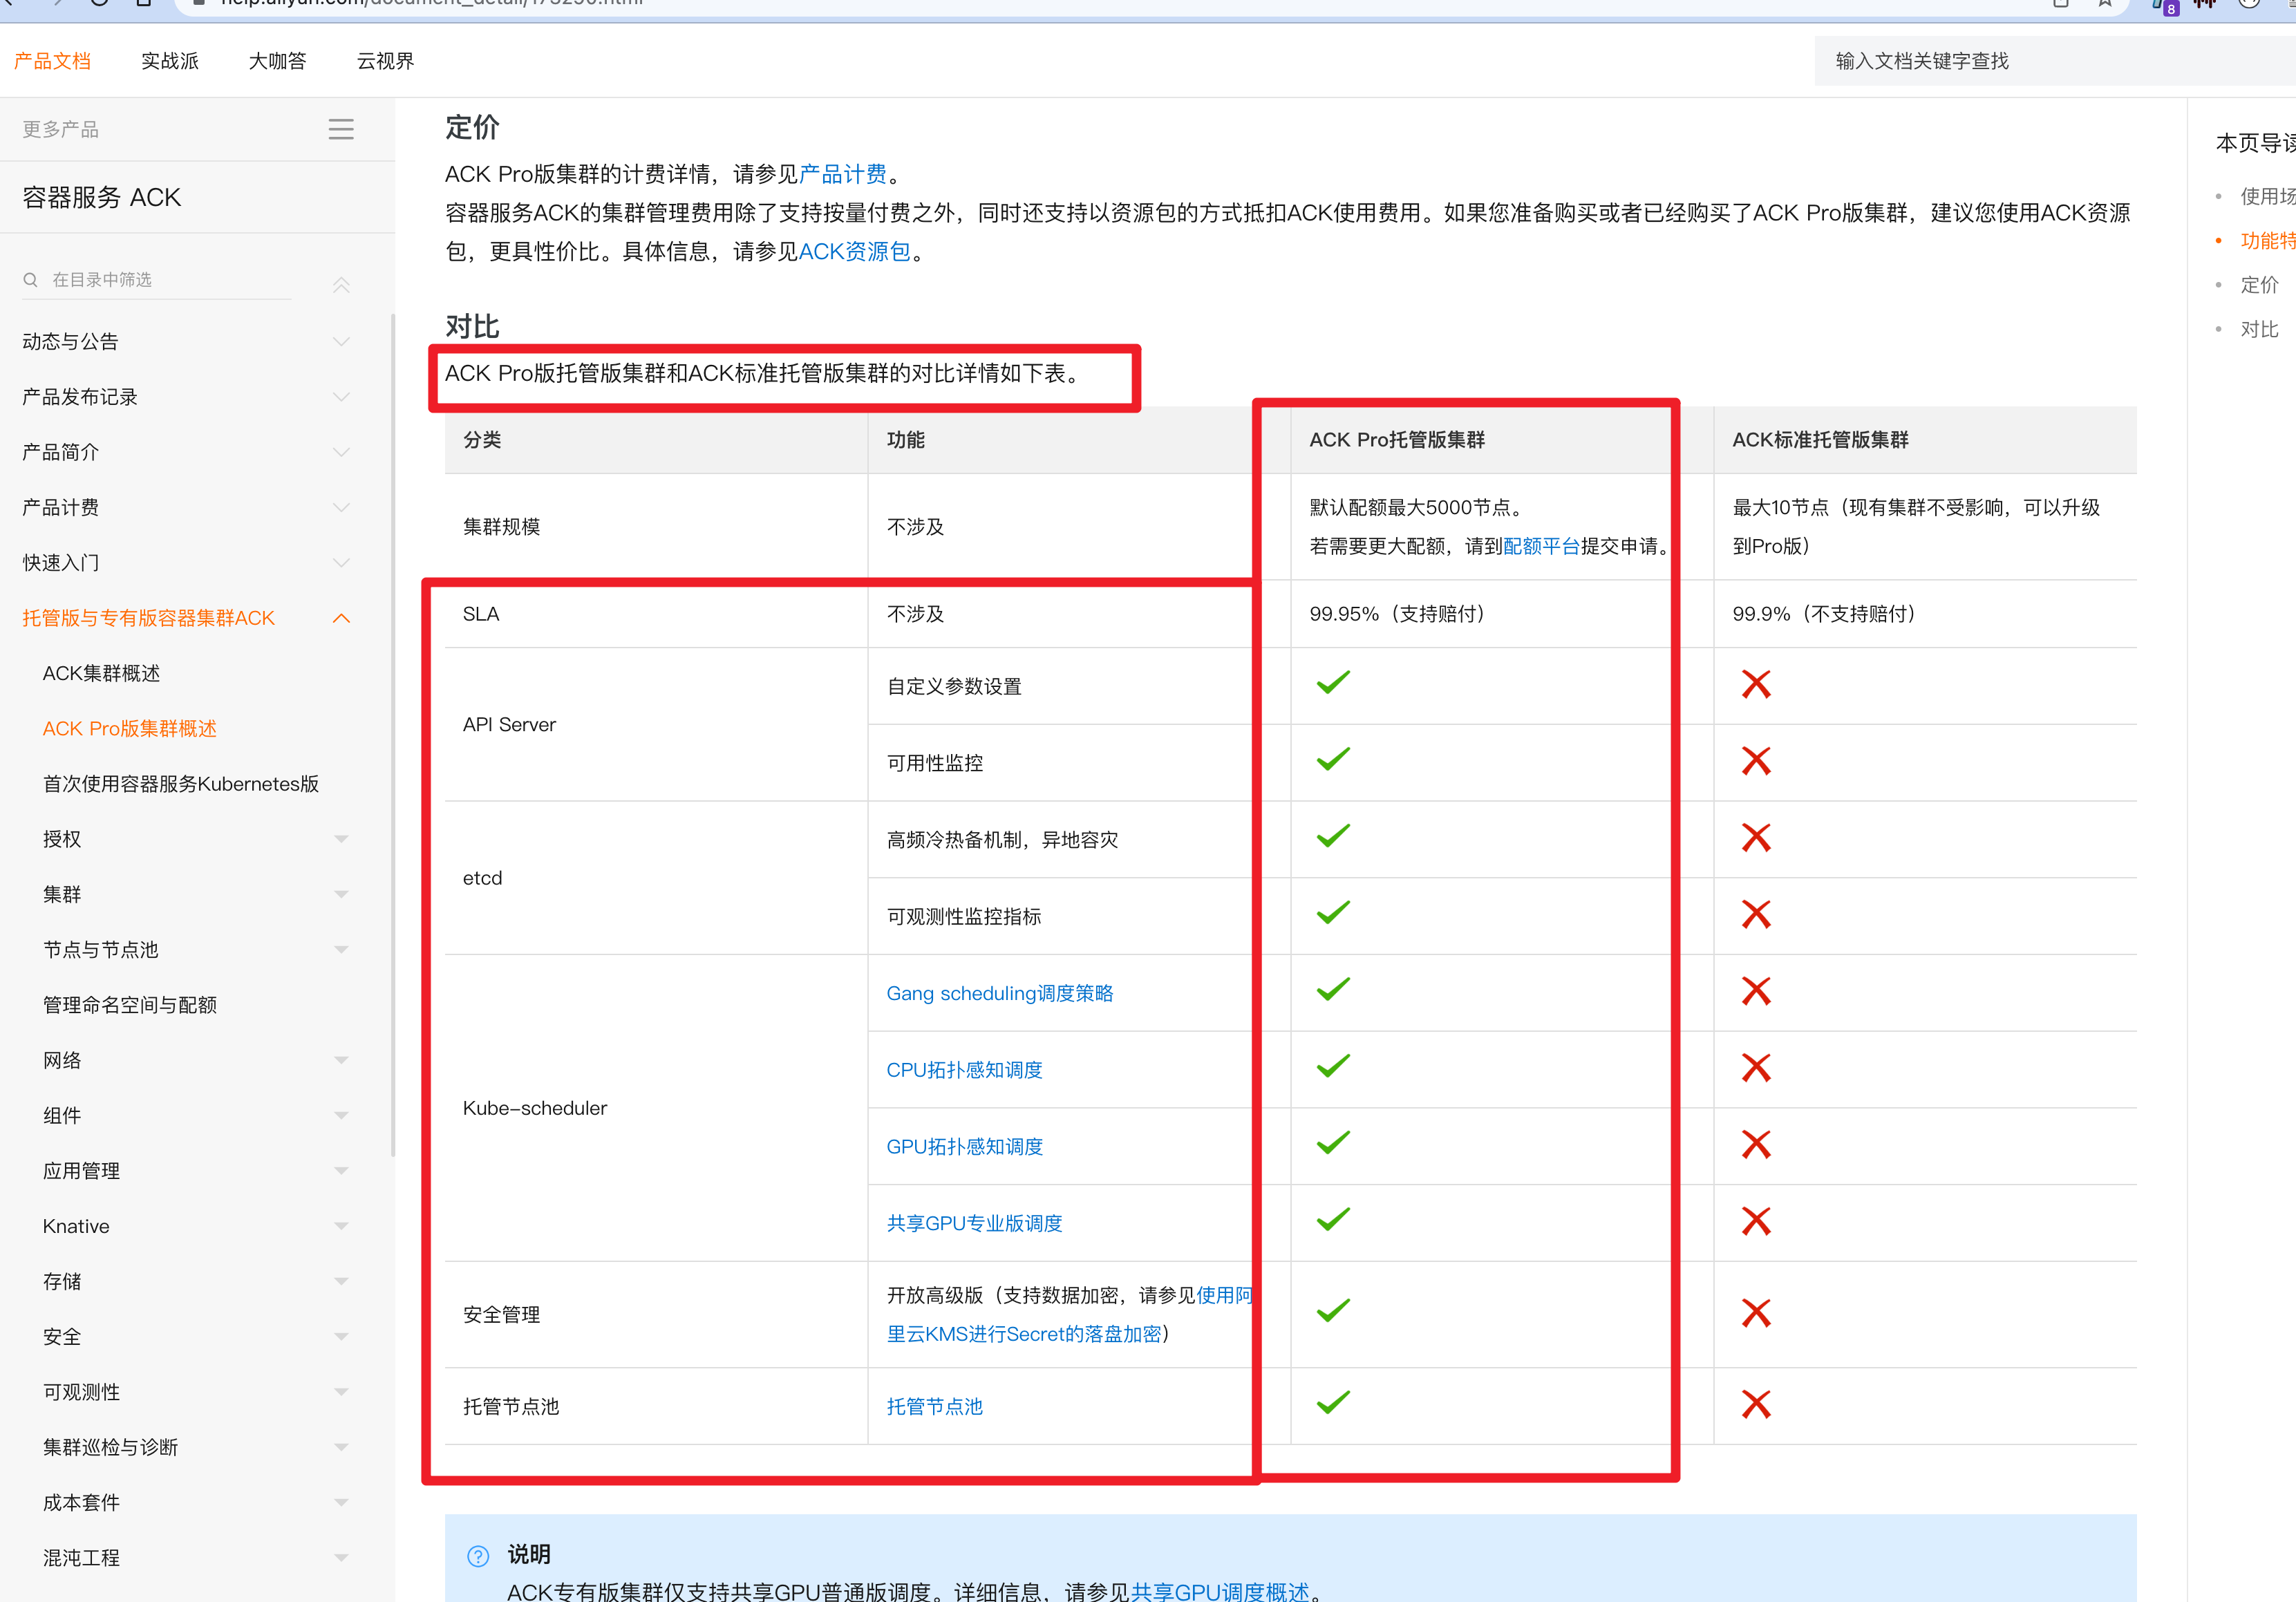 8
产品文档 实战派 大咖答 云视界 输入文档关键字查找
更多产品
容器服务 ACK
在目录中筛选
动态与公告
产品发布记录
产品简介
产品计费
快速入门
托管版与专有版容器集群ACK
ACK集群概述
ACK Pro版集群概述
首次使用容器服务Kubernetes版
授权
集群
节点与节点池
管理命名空间与配额
网络
组件
应用管理
Knative
存储
安全
可观测性
集群巡检与诊断
成本套件
混沌工程
定价
ACK Pro版集群的计费详情，请参见产品计费。
容器服务ACK的集群管理费用除了支持按量付费之外，同时还支持以资源包的方式抵扣ACK使用费用。如果您准备购买或者已经购买了ACK Pro版集群，建议您使用ACK资源
包，更具性价比。具体信息，请参见ACK资源包。
对比
ACK Pro版托管版集群和ACK标准托管版集群的对比详情如下表。
分类 功能 ACK Pro托管版集群 ACK标准托管版集群
集群规模 不涉及 默认配额最大5000节点。 最大10节点（现有集群不受影响，可以升级
若需要更大配额，请到配额平台提交申请。 到Pro版）
SLA 不涉及 99.95%（支持赔付） 99.9%（不支持赔付）
API Server
自定义参数设置
可用性监控
etcd
高频冷热备机制，异地容灾
可观测性监控指标
Kube-scheduler
Gang scheduling调度策略
CPU拓扑感知调度
GPU拓扑感知调度
共享GPU专业版调度
安全管理
开放高级版（支持数据加密，请参见使用阿
里云KMS进行Secret的落盘加密）
托管节点池 托管节点池
说明
ACK专有版集群仅支持共享GPU普通版调度。详细信息，请参见共享GPU调度概述。
本页导读
使用场
功能特
定价
对比